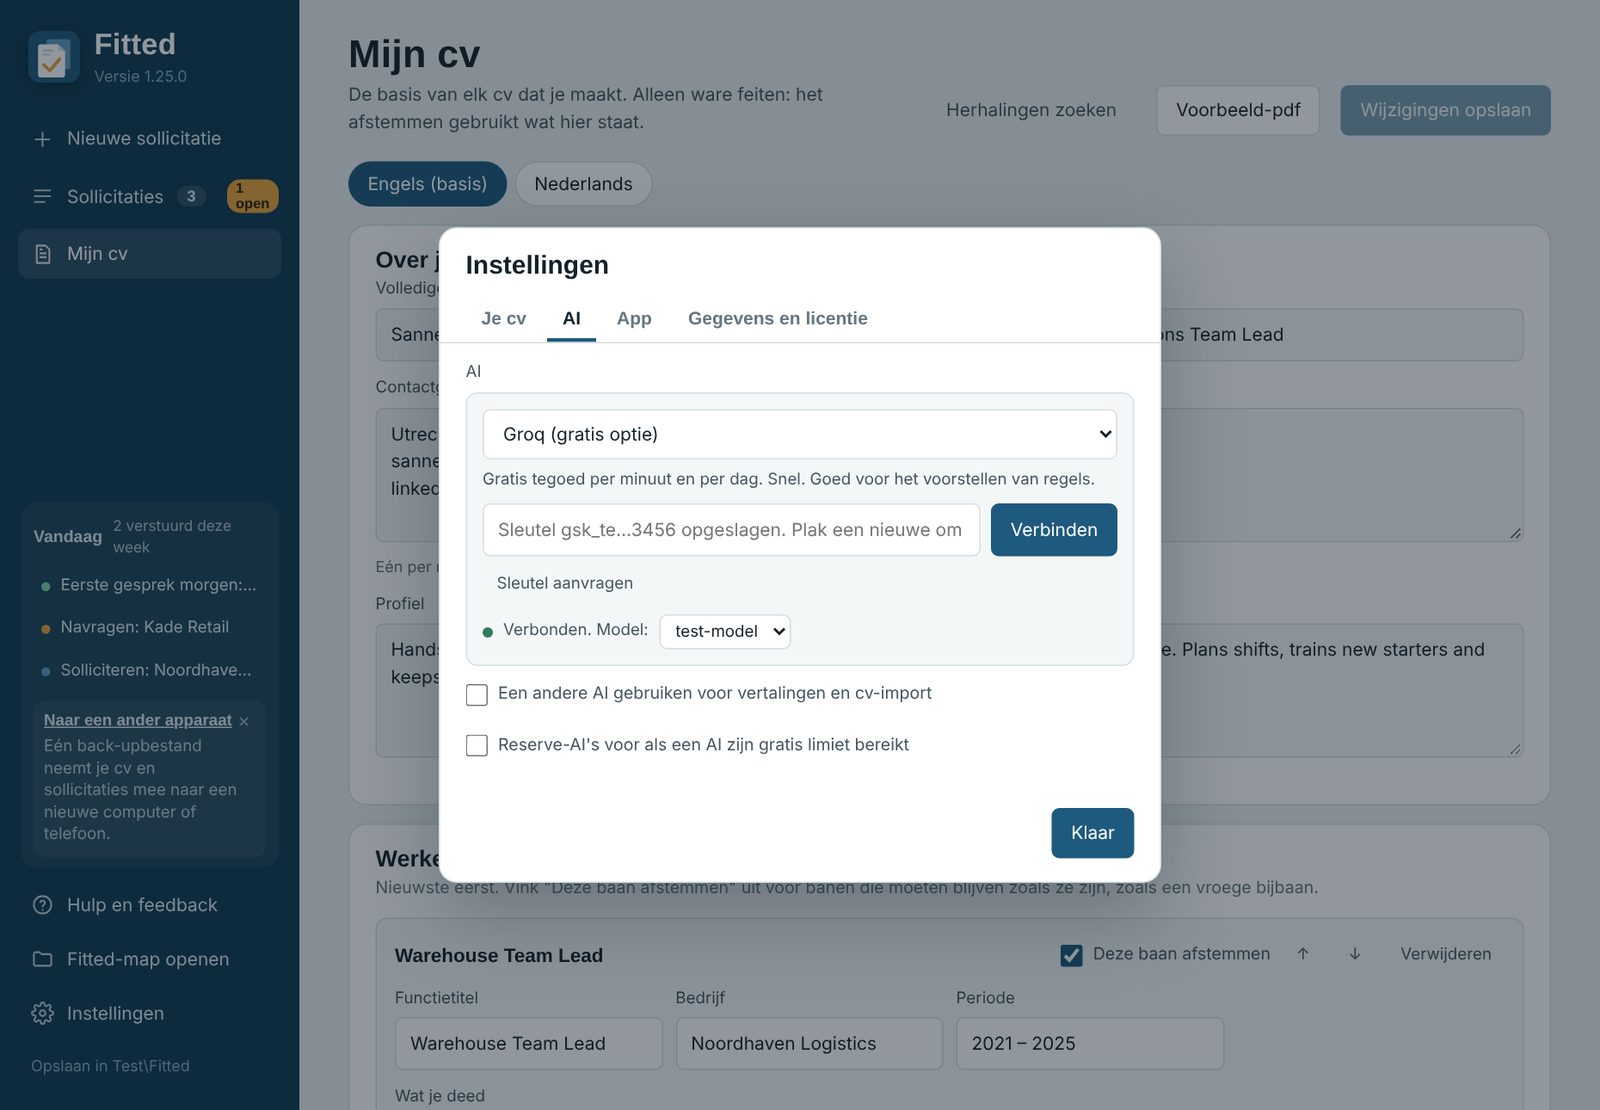 Fitted
Versie 1.25.0
Nieuwe sollicitatie
Sollicitaties 3 1 open
Mijn cv
Vandaag 2 verstuurd deze week
Eerste gesprek morgen:...
Navragen: Kade Retail
Solliciteren: Noordhave...
Naar een ander apparaat ×
Eén back-upbestand
neemt je cv en
sollicitaties mee naar een
nieuwe computer of
telefoon.
Hulp en feedback
Fitted-map openen
Instellingen
Opslaan in Test\Fitted
Mijn cv
De basis van elk cv dat je maakt. Alleen ware feiten: het
afstemmen gebruikt wat hier staat.
Herhalingen zoeken
Voorbeeld-pdf
Wijzigingen opslaan
Engels (basis)
Nederlands
Over j
Volledige
Sanne
ons Team Lead
Contactg
Utrec
sanne
linked
Eén per r
Profiel
Hands
e. Plans shifts, trains new starters and
keeps
Instellingen
Je cv AI App Gegevens en licentie
AI
Groq (gratis optie)
Gratis tegoed per minuut en per dag. Snel. Goed voor het voorstellen van regels.
Sleutel gsk_te...3456 opgeslagen. Plak een nieuwe om
Verbinden
Sleutel aanvragen
Verbonden. Model: test-model
Een andere AI gebruiken voor vertalingen en cv-import
Reserve-AI's voor als een AI zijn gratis limiet bereikt
Klaar
Werke
Nieuwste eerst. Vink "Deze baan afstemmen" uit voor banen die moeten blijven zoals ze zijn, zoals een vroege bijbaan.
Warehouse Team Lead
Deze baan afstemmen ↑ ↓ Verwijderen
Functietitel Bedrijf Periode
Warehouse Team Lead Noordhaven Logistics 2021 – 2025
Wat je deed